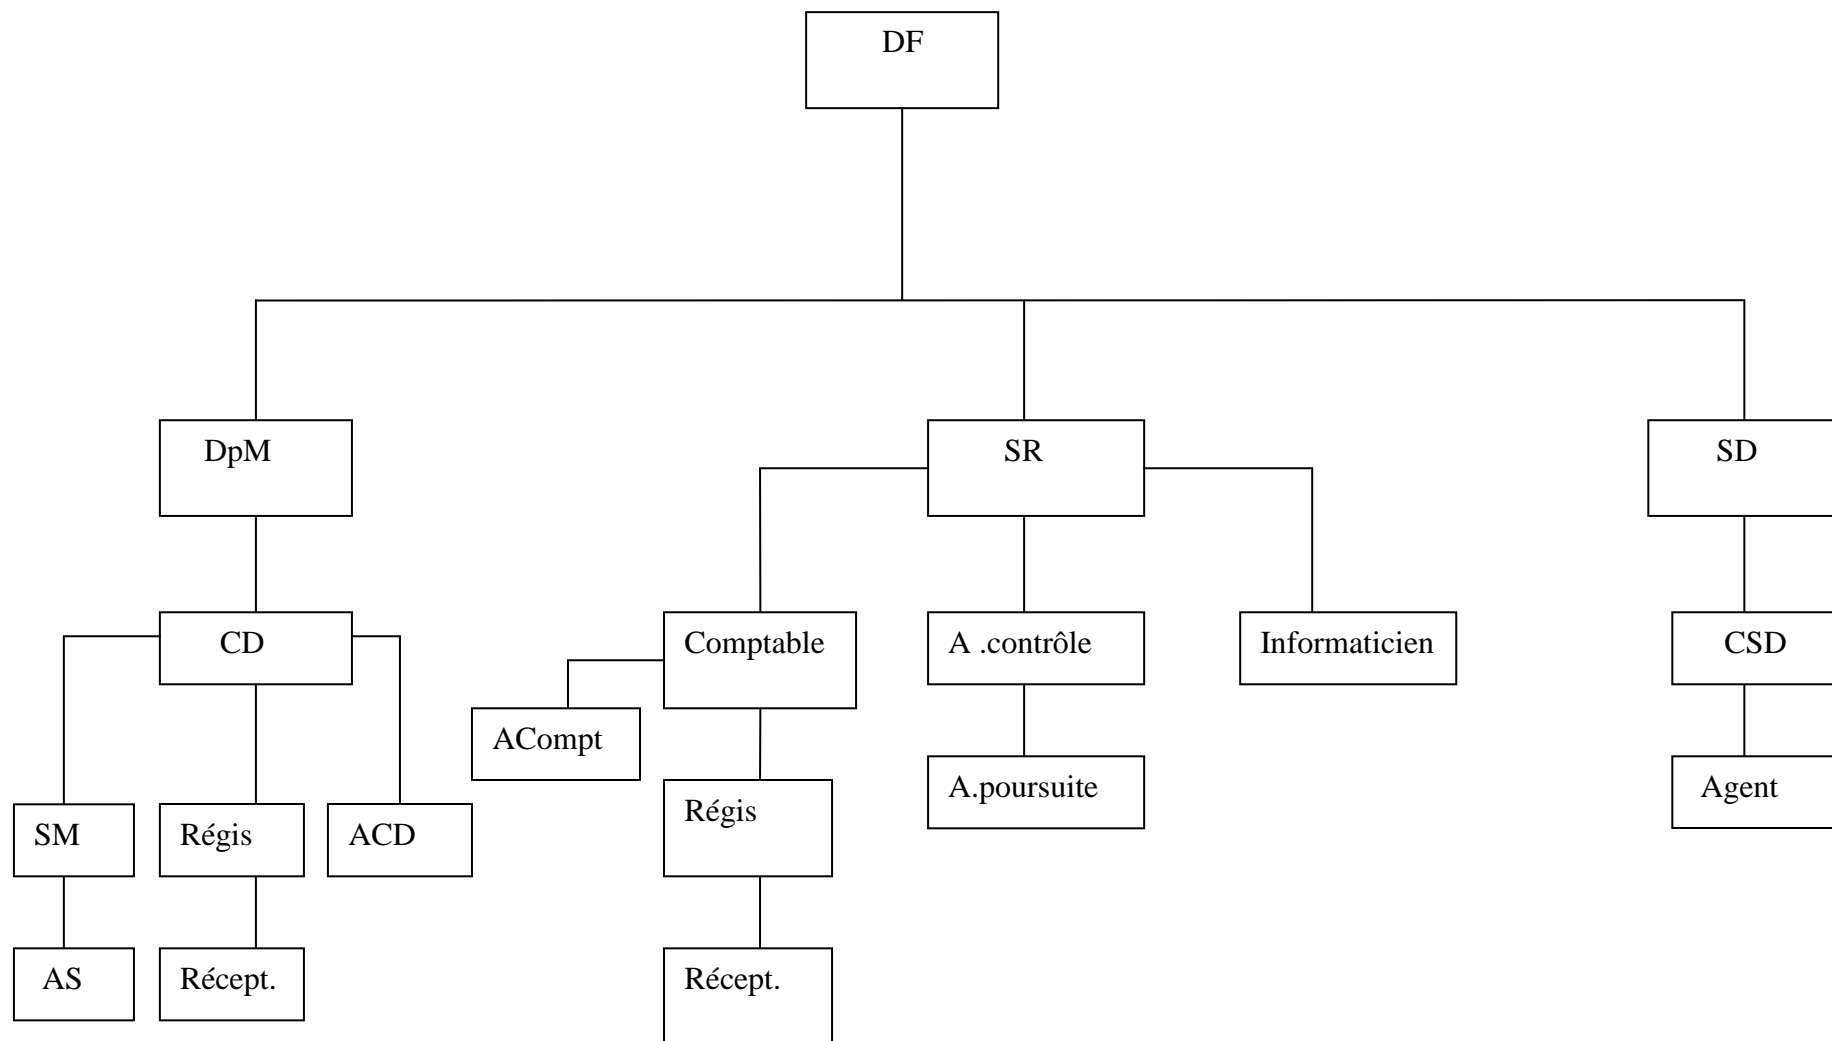 DF
DpM
SR
SD
CD
Comptable
A .contrôle
Informaticien
CSD
ACompt
A.poursuite
Agent
SM
Régis
ACD
Régis
AS
Récept.
Récept.